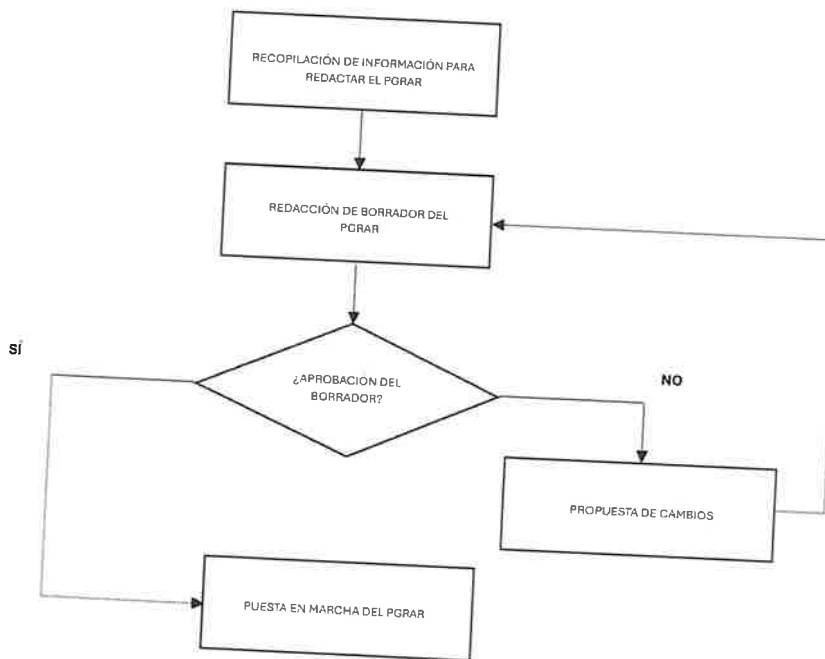 RECOPILACIÓN DE INFORMACIÓN PARA
REDACTAR EL PGRAR
REDACCIÓN DE BORRADOR DEL
PGRAR
SÍ
¿APROBACIÓN DEL
BORRADOR?
NO
PROPUESTA DE CAMBIOS
PUESTA EN MARCHA DEL PGRAR